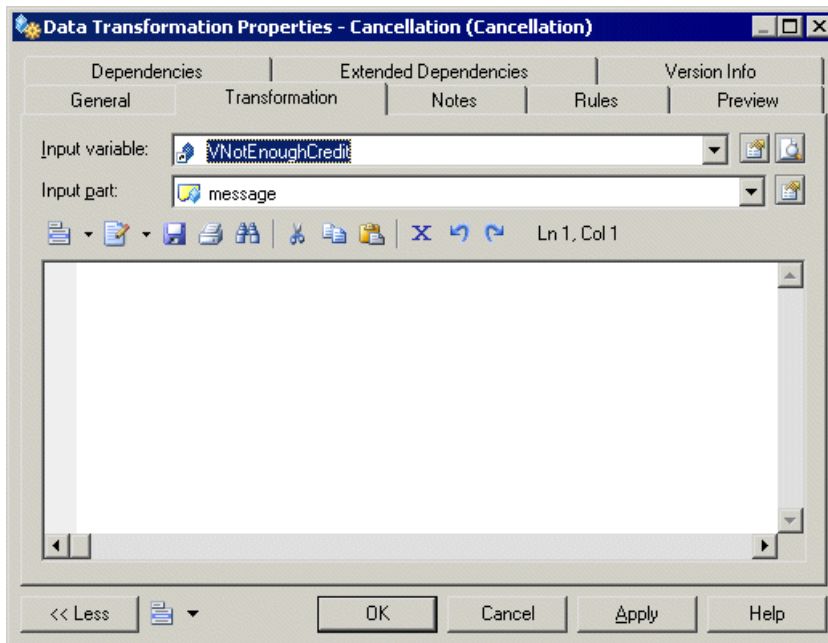 Data Transformation Properties - Cancellation (Cancellation)
Dependencies Extended Dependencies Version Info
General Transformation Notes Rules Preview
Input variable: VNotEnoughCredit
Input part: message
Ln 1, Col 1
<< Less OK Cancel Apply Help